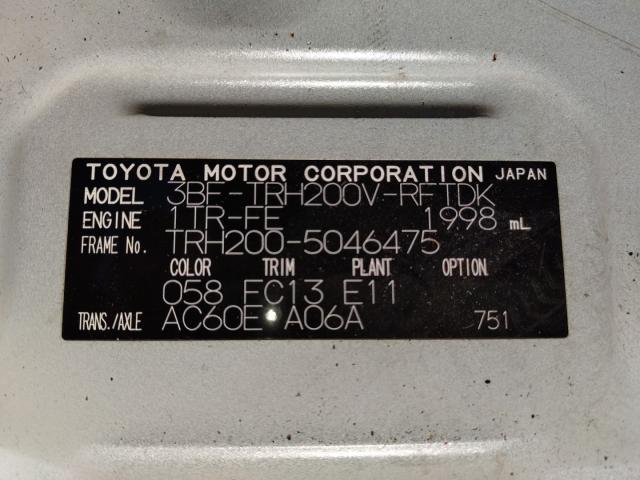 TOYOTA MOTOR CORPORATION JAPAN
MODEL 3BF-TRH200V-RFTDK
ENGINE 1TR-FE 1998 mL
FRAME No. TRH200-5046475
COLOR TRIM PLANT OPTION
058 FC13 E11
TRANS./AXLE AC60E A06A 751